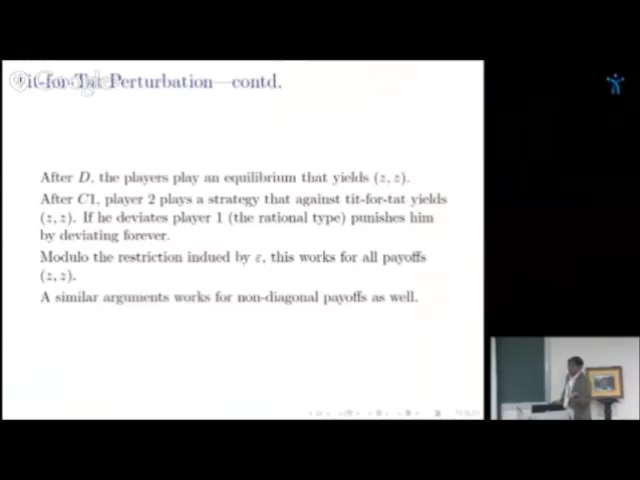 Tit-for Tat Perturbation—contd.
After D, the players play an equilibrium that yields (z, z).
After C1, player 2 plays a strategy that against tit-for-tat yields
(z, z). If he deviates player 1 (the rational type) punishes him
by deviating forever.
Modulo the restriction indued by ε, this works for all payoffs
(z, z).
A similar arguments works for non-diagonal payoffs as well.